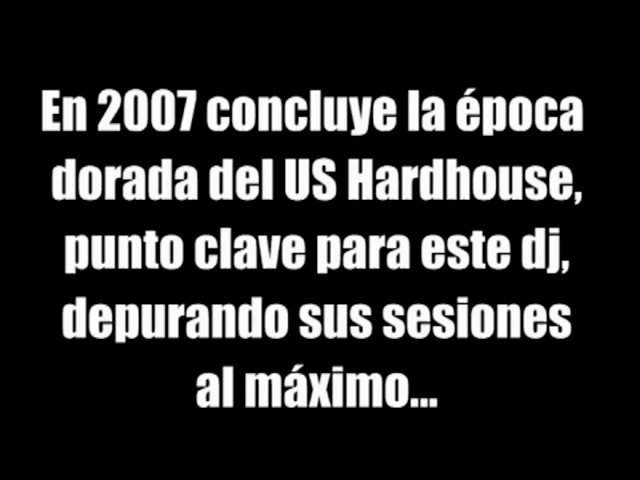 En 2007 concluye la época
dorada del US Hardhouse,
punto clave para este dj,
depurando sus sesiones
al máximo...